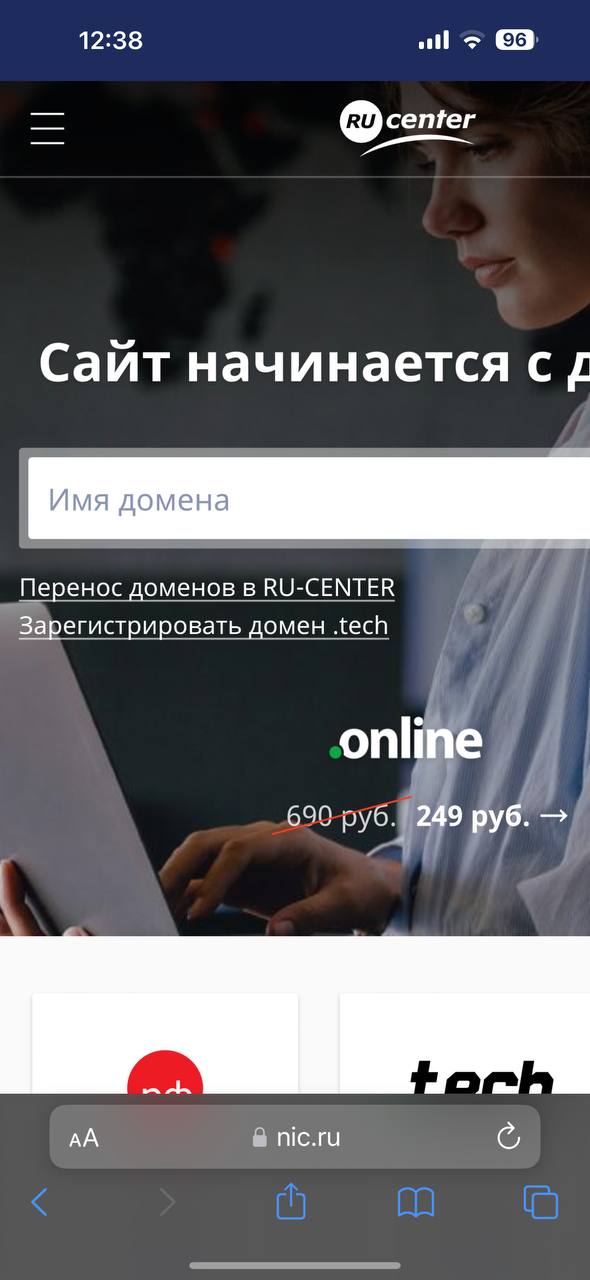 12:38
96
RU center
Сайт начинается с
Имя домена
Перенос доменов в RU-CENTER
Зарегистрировать домен .tech
.online
690 руб. 249 руб. →
рф
tech
AA
nic.ru